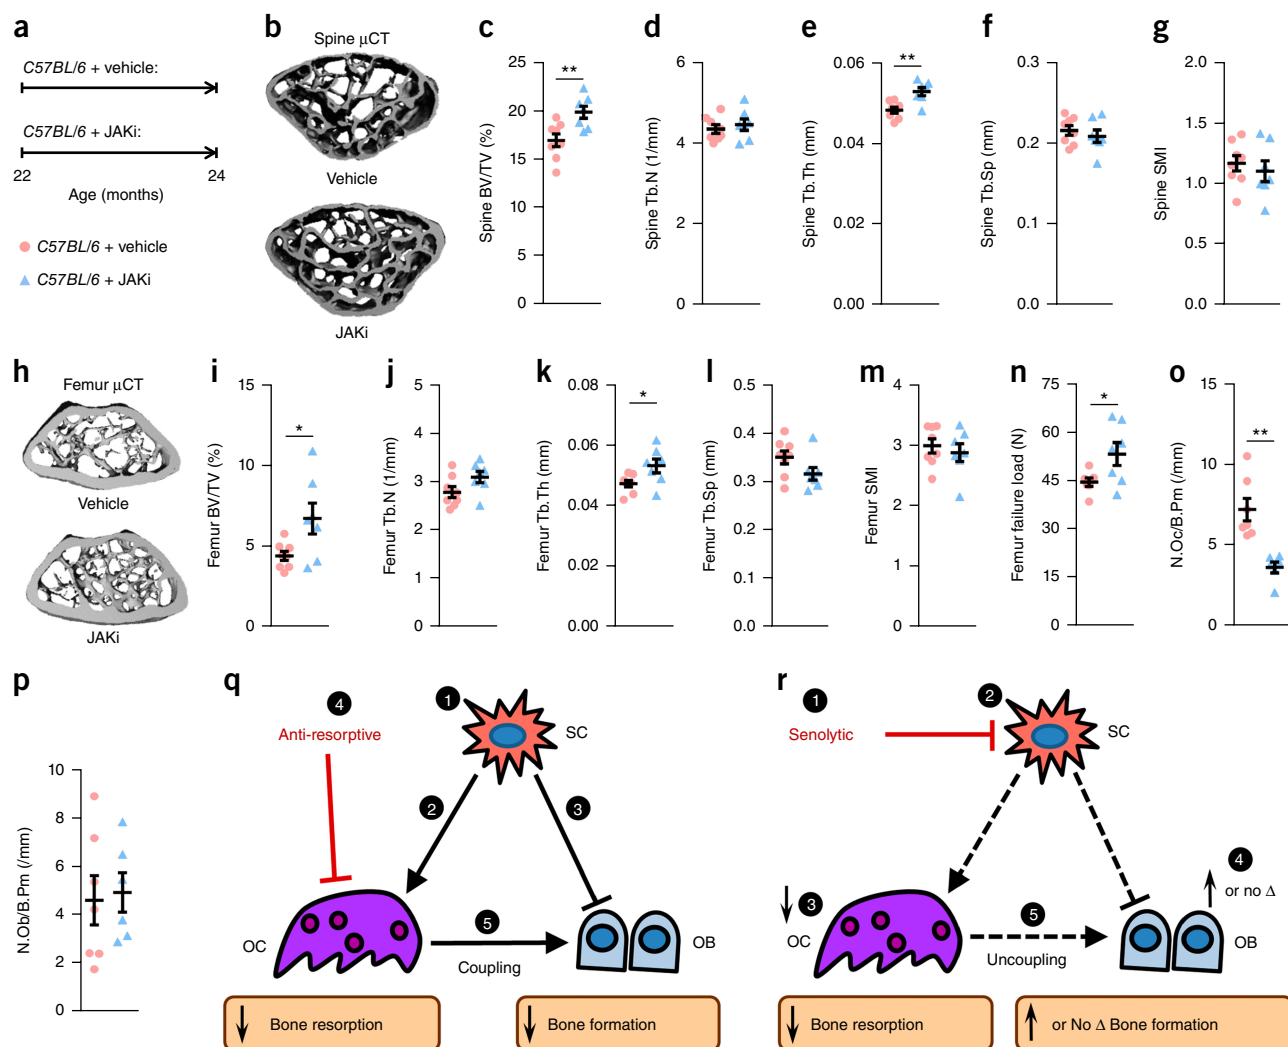 a
C57BL/6 + vehicle:
C57BL/6 + JAKi:
22
24
Age (months)
C57BL/6 + vehicle
C57BL/6 + JAKi
b
Spine μCT
Vehicle
JAKi
c
Spine BV/TV (%)
25
20
15
10
5
0
**
d
Spine Tb.N (1/mm)
6
4
2
0
e
Spine Tb.Th (mm)
0.06
0.04
0.02
0.00
**
f
Spine Tb.Sp (mm)
0.3
0.2
0.1
0.0
g
Spine SMI
2.0
1.5
1.0
0.5
0.0
h
Femur μCT
Vehicle
JAKi
i
Femur BV/TV (%)
15
10
5
0
*
j
Femur Tb.N (1/mm)
5
4
3
2
1
0
k
Femur Tb.Th (mm)
0.08
0.06
0.04
0.02
0.00
*
l
Femur Tb.Sp (mm)
0.5
0.4
0.3
0.2
0.1
0.0
m
Femur SMI
4
3
2
1
0
n
Femur failure load (N)
75
60
45
30
15
0
*
o
N.Oc/B.Pm (/mm)
15
10
5
0
**
p
N.Ob/B.Pm (/mm)
10
8
6
4
2
0
q
4
Anti-resorptive
1
SC
2
3
OC
5
Coupling
OB
↓ Bone resorption
↓ Bone formation
r
1
Senolytic
2
SC
↓ 3
OC
5
Uncoupling
4
↑ or no Δ
OB
↓ Bone resorption
↑ or No Δ Bone formation